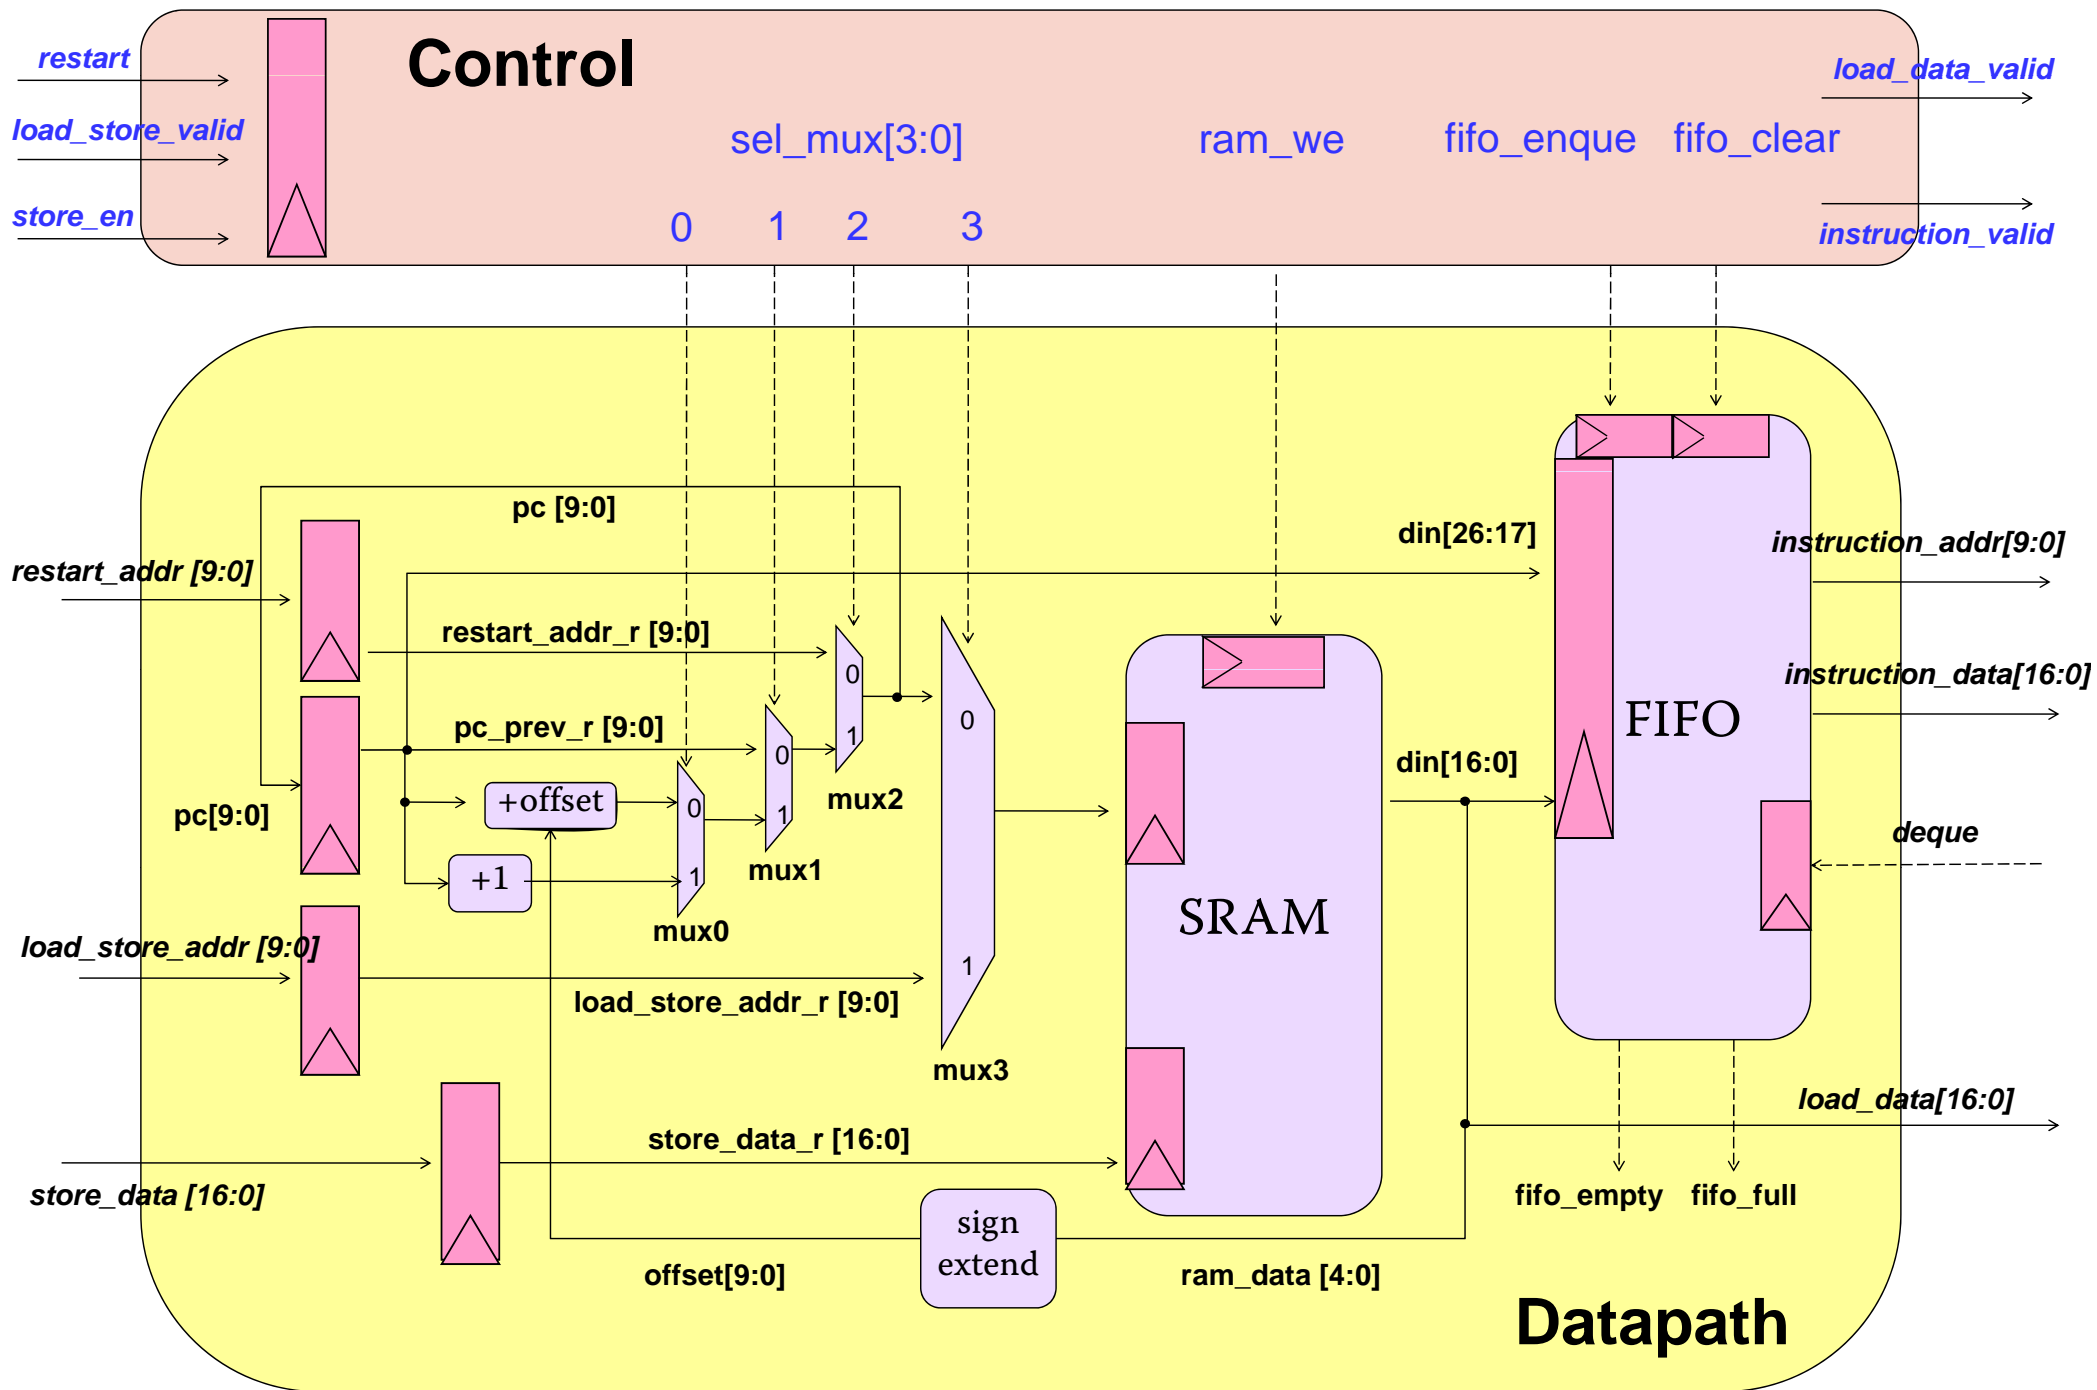 Control
restart
load_data_valid
load_store_valid
sel_mux[3:0]
ram_we
fifo_enque
fifo_clear
store_en
0
1
2
3
instruction_valid
pc [9:0]
din[26:17]
instruction_addr[9:0]
restart_addr [9:0]
restart_addr_r [9:0]
0
1
mux2
0
instruction_data[16:0]
FIFO
pc_prev_r [9:0]
0
1
mux1
din[16:0]
pc[9:0]
+offset
0
1
mux0
+1
deque
SRAM
load_store_addr [9:0]
load_store_addr_r [9:0]
1
mux3
load_data[16:0]
store_data_r [16:0]
store_data [16:0]
fifo_empty
fifo_full
sign
extend
offset[9:0]
ram_data [4:0]
Datapath